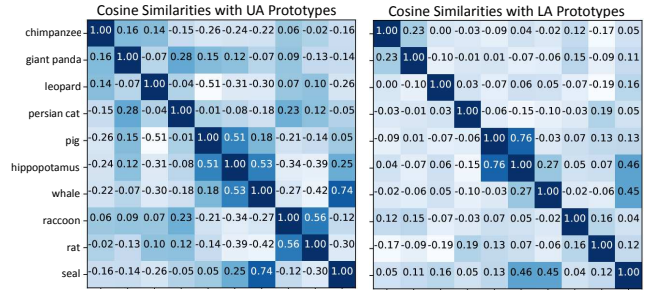 Cosine Similarities with UA Prototypes
chimpanzee 1.00 0.16 0.14 -0.15 -0.26 -0.24 -0.22 0.06 -0.02 -0.16
giant panda 0.16 1.00 -0.07 0.28 0.15 0.12 -0.07 0.09 -0.13 -0.14
leopard 0.14 -0.07 1.00 -0.04 -0.51 -0.31 -0.30 0.07 0.10 -0.26
persian cat -0.15 0.28 -0.04 1.00 -0.01 -0.08 -0.18 0.23 0.12 -0.05
pig -0.26 0.15 -0.51 -0.01 1.00 0.51 0.18 -0.21 -0.14 0.05
hippopotamus -0.24 0.12 -0.31 -0.08 0.51 1.00 0.53 -0.34 -0.39 0.25
whale -0.22 -0.07 -0.30 -0.18 0.18 0.53 1.00 -0.27 -0.42 0.74
raccoon 0.06 0.09 0.07 0.23 -0.21 -0.34 -0.27 1.00 0.56 -0.12
rat -0.02 -0.13 0.10 0.12 -0.14 -0.39 -0.42 0.56 1.00 -0.30
seal -0.16 -0.14 -0.26 -0.05 0.05 0.25 0.74 -0.12 -0.30 1.00
Cosine Similarities with LA Prototypes
1.00 0.23 0.00 -0.03 -0.09 0.04 -0.02 0.12 -0.17 0.05
0.23 1.00 -0.10 -0.01 0.01 -0.07 -0.06 0.15 -0.09 0.11
0.00 -0.10 1.00 0.03 -0.07 0.06 0.05 -0.07 -0.19 0.16
-0.03 -0.01 0.03 1.00 -0.06 -0.15 -0.10 -0.03 0.19 0.05
-0.09 0.01 -0.07 -0.06 1.00 0.76 -0.03 0.07 0.13 0.13
0.04 -0.07 0.06 -0.15 0.76 1.00 0.27 0.05 0.07 0.46
-0.02 -0.06 0.05 -0.10 -0.03 0.27 1.00 -0.02 -0.06 0.45
0.12 0.15 -0.07 -0.03 0.07 0.05 -0.02 1.00 0.16 0.04
-0.17 -0.09 -0.19 0.19 0.13 0.07 -0.06 0.16 1.00 0.12
0.05 0.11 0.16 0.05 0.13 0.46 0.45 0.04 0.12 1.00